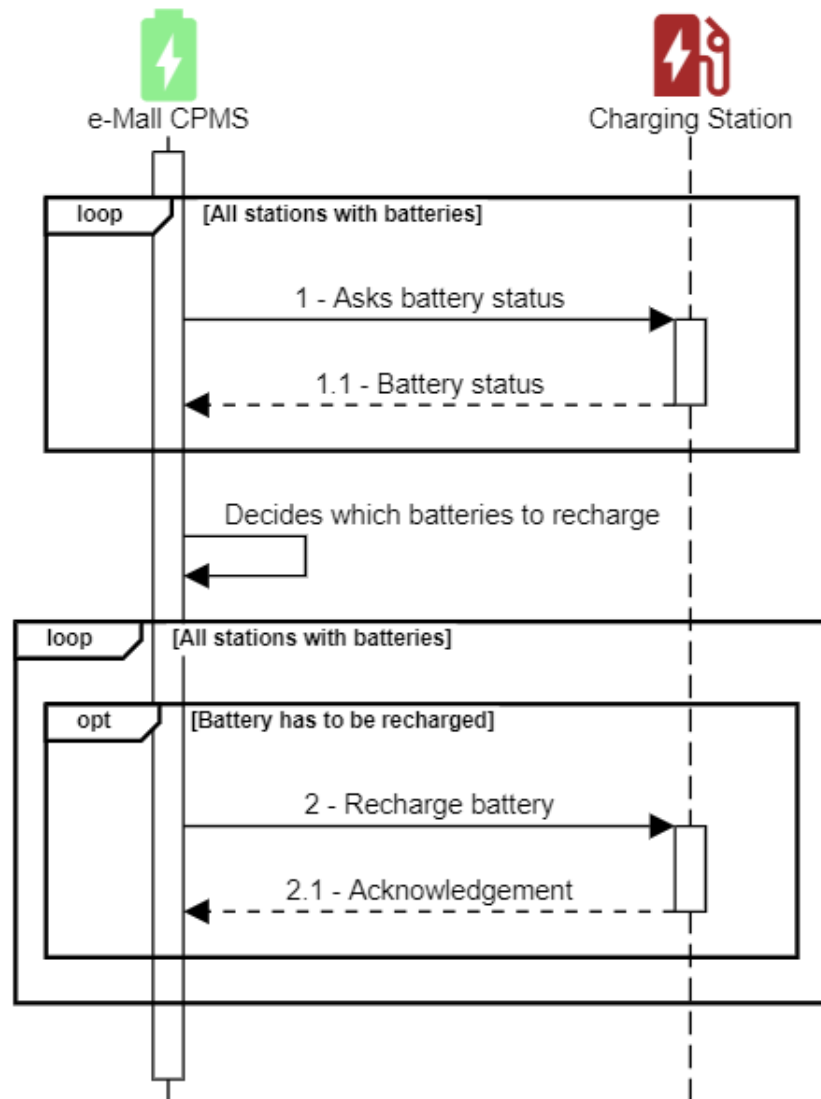 e-Mall CPMS
Charging Station
loop
[All stations with batteries]
1 - Asks battery status
1.1 - Battery status
Decides which batteries to recharge
loop
[All stations with batteries]
opt
[Battery has to be recharged]
2 - Recharge battery
2.1 - Acknowledgement